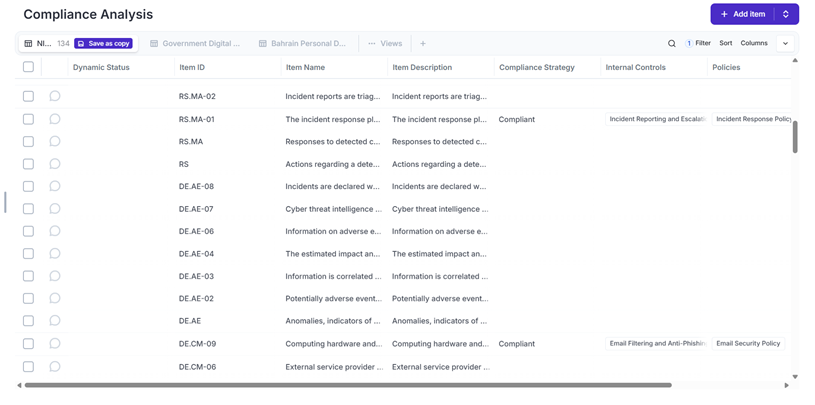 Compliance Analysis
+ Add item
NI... 134 Save as copy Government Digital ... Bahrain Personal D... Views + 1 Filter Sort Columns
Dynamic Status Item ID Item Name Item Description Compliance Strategy Internal Controls Policies
RS.MA-02 Incident reports are triag... Incident reports are triag...
RS.MA-01 The incident response pl... The incident response pl... Compliant Incident Reporting and Escalati Incident Response Policy
RS.MA Responses to detected c... Responses to detected c...
RS Actions regarding a dete... Actions regarding a dete...
DE.AE-08 Incidents are declared w... Incidents are declared w...
DE.AE-07 Cyber threat intelligence ... Cyber threat intelligence ...
DE.AE-06 Information on adverse e... Information on adverse e...
DE.AE-04 The estimated impact an... The estimated impact an...
DE.AE-03 Information is correlated ... Information is correlated ...
DE.AE-02 Potentially adverse event... Potentially adverse event...
DE.AE Anomalies, indicators of ... Anomalies, indicators of ...
DE.CM-09 Computing hardware and... Computing hardware and... Compliant Email Filtering and Anti-Phishin Email Security Policy
DE.CM-06 External service provider ... External service provider ...